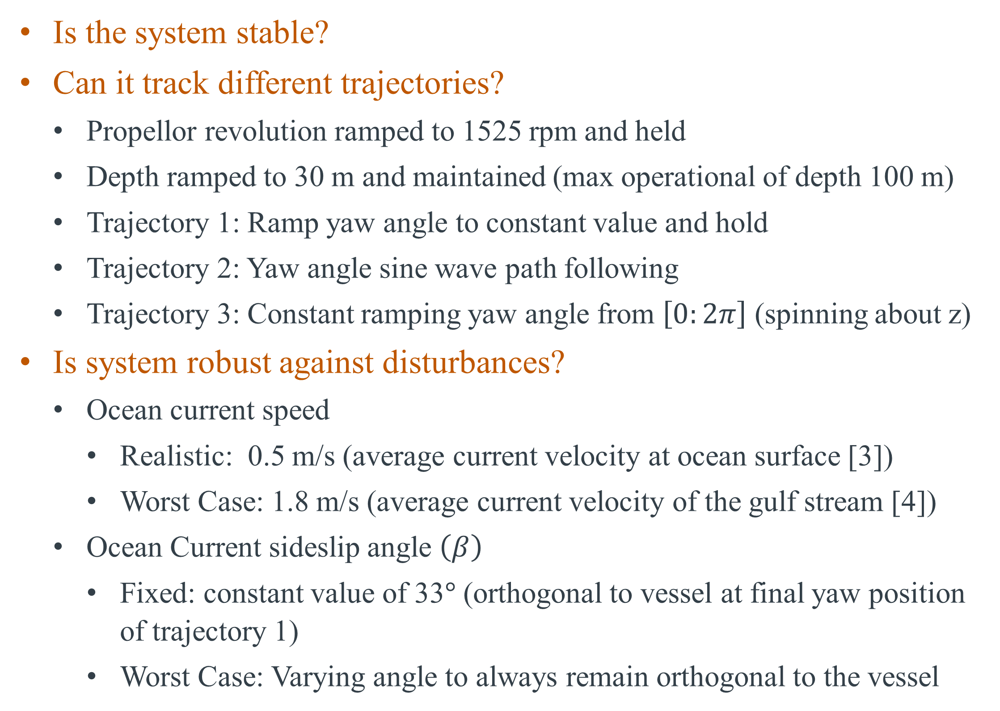 • Is the system stable?
• Can it track different trajectories?
• Propellor revolution ramped to 1525 rpm and held
• Depth ramped to 30 m and maintained (max operational of depth 100 m)
• Trajectory 1: Ramp yaw angle to constant value and hold
• Trajectory 2: Yaw angle sine wave path following
• Trajectory 3: Constant ramping yaw angle from [0: 2π] (spinning about z)
• Is system robust against disturbances?
• Ocean current speed
• Realistic:  0.5 m/s (average current velocity at ocean surface [3])
• Worst Case: 1.8 m/s (average current velocity of the gulf stream [4])
• Ocean Current sideslip angle (β)
• Fixed: constant value of 33° (orthogonal to vessel at final yaw position
of trajectory 1)
• Worst Case: Varying angle to always remain orthogonal to the vessel